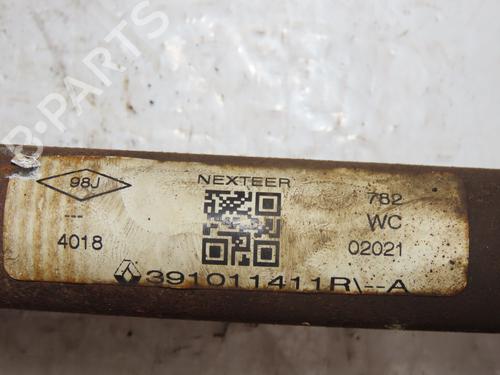 B-PARTS
98J
NEXTEER
782
---
WC
4018
02021
391011411R\--A